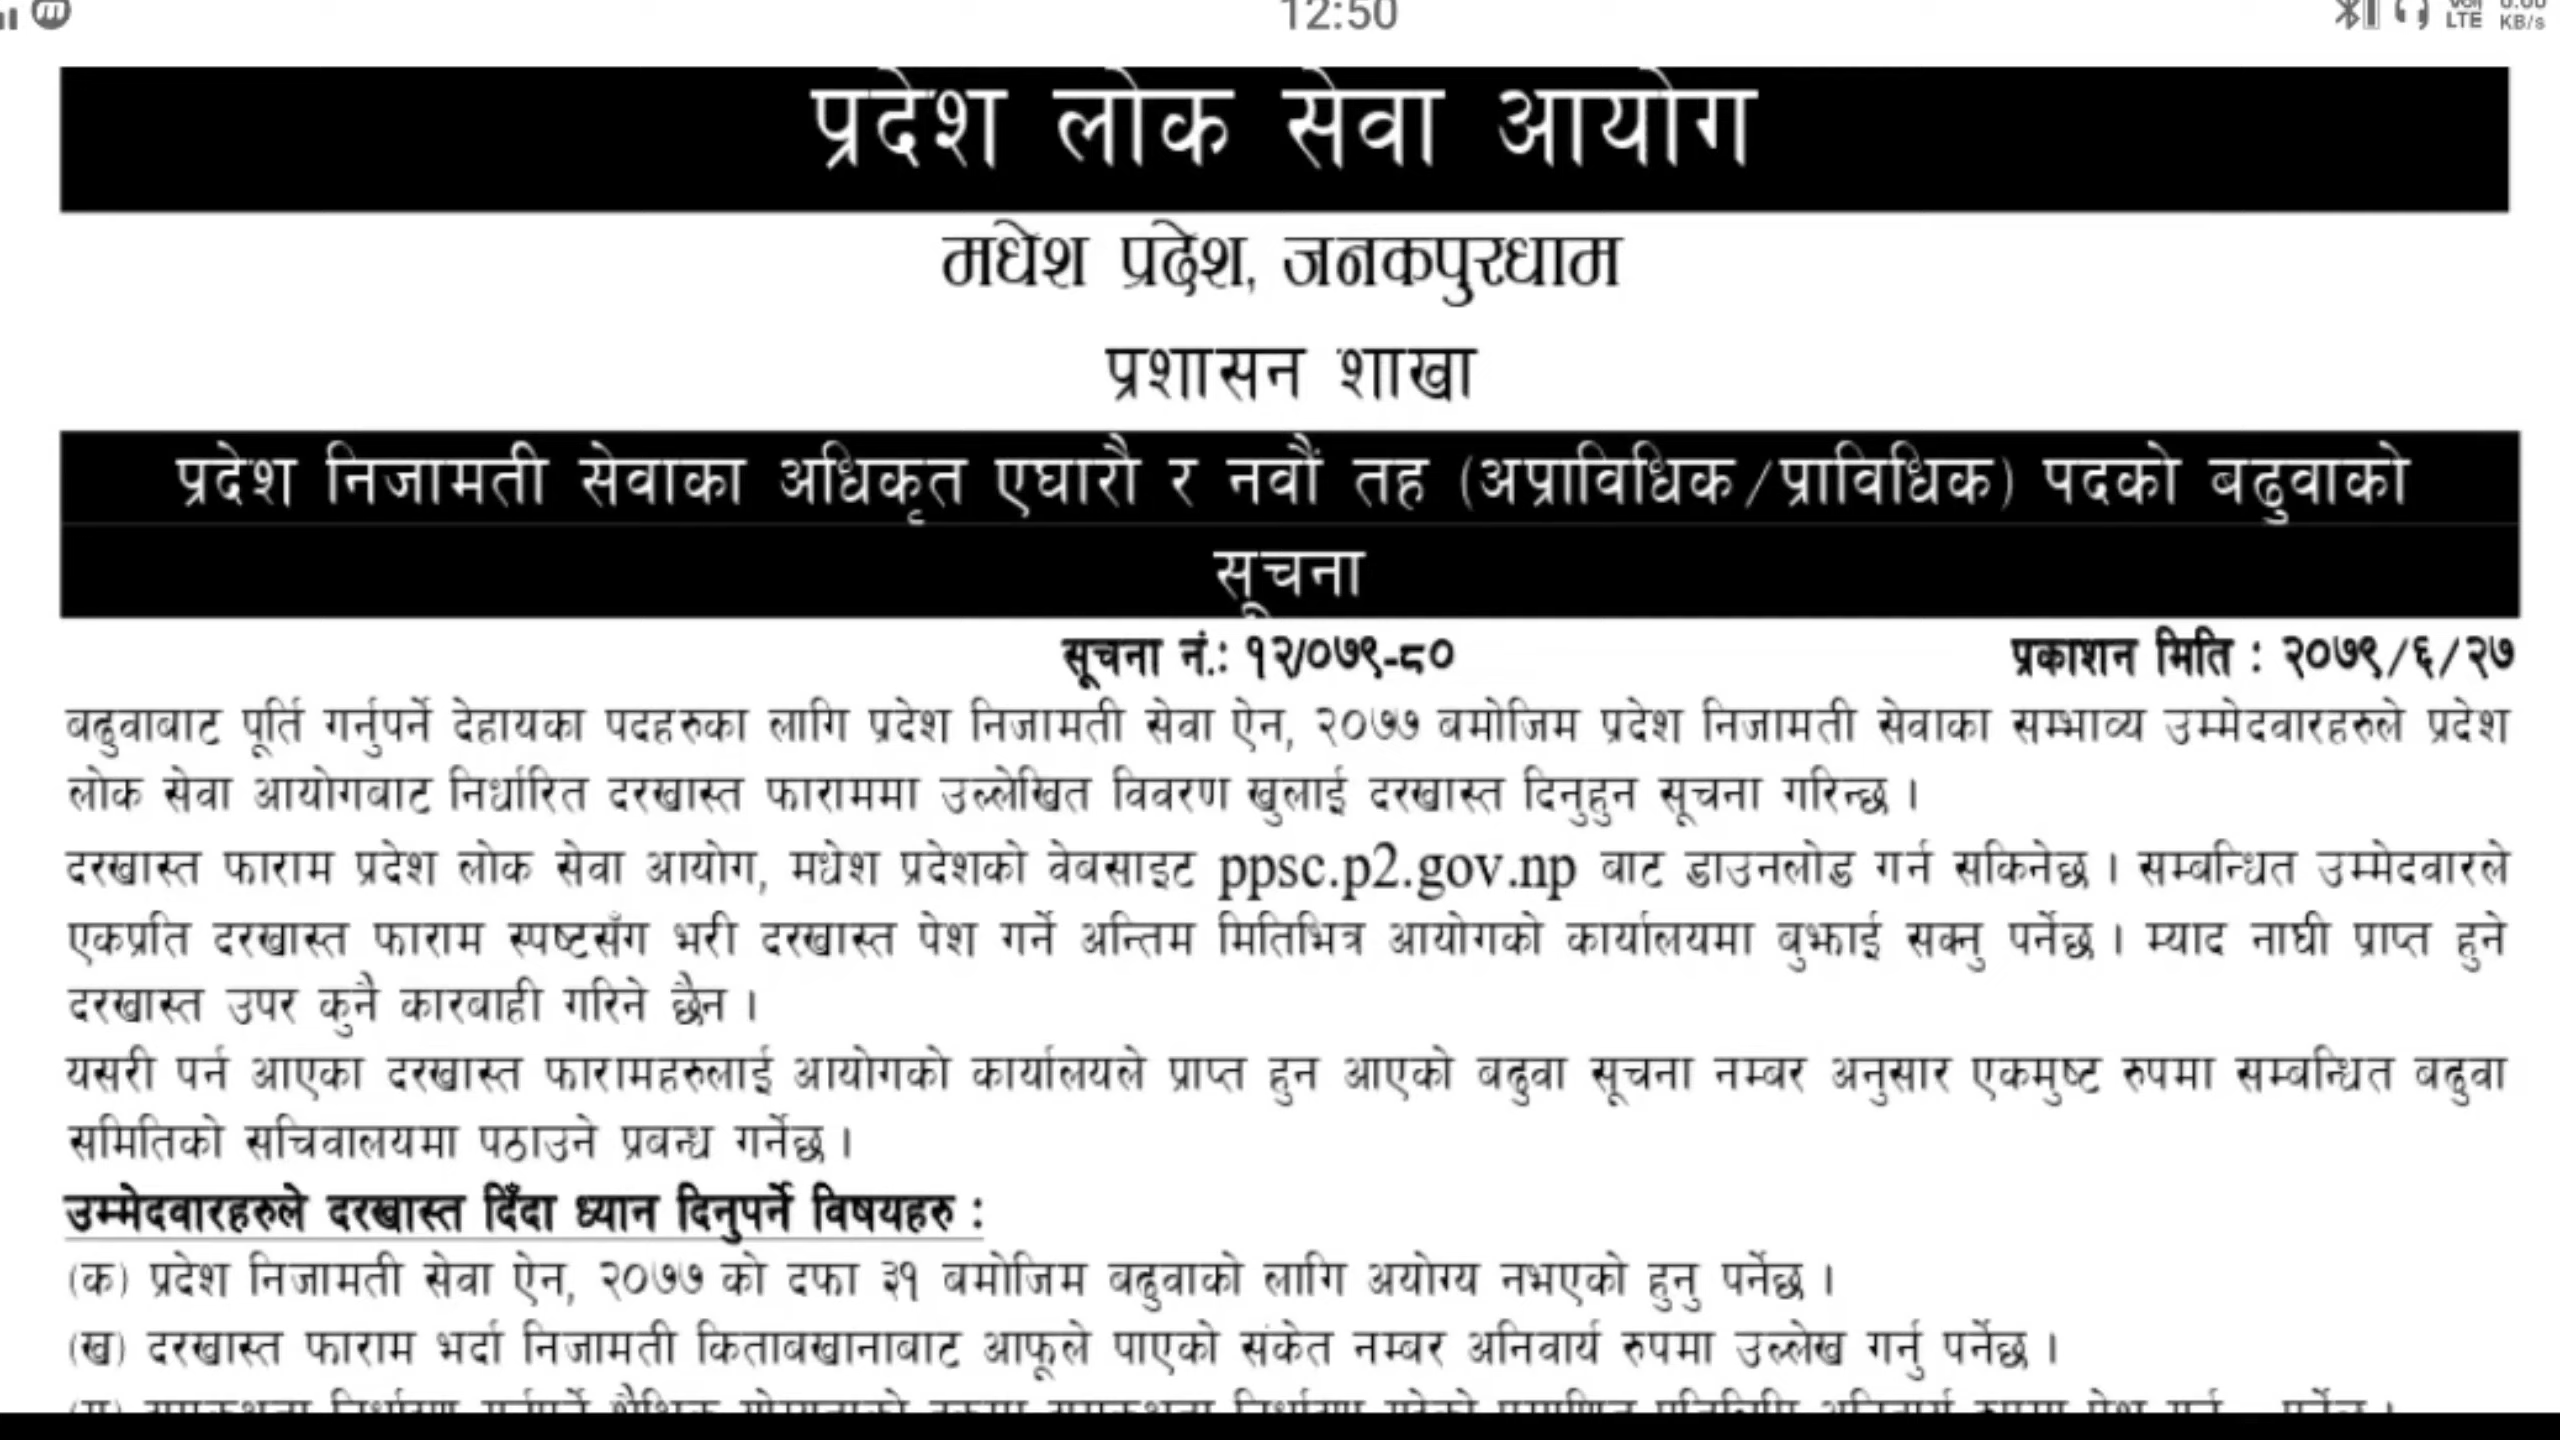 12:50
LTE KB/s
प्रदेश लोक सेवा आयोग
मधेश प्रदेश, जनकपुरधाम
प्रशासन शाखा
प्रदेश निजामती सेवाका अधिकृत एघारौ र नवौं तह (अप्राविधिक/प्राविधिक) पदको बढुवाको
सूचना
सूचना नं.: १२/०७९-८० प्रकाशन मिति : २०७९/६/२७
बढुवाबाट पूर्ति गर्नुपर्ने देहायका पदहरुका लागि प्रदेश निजामती सेवा ऐन, २०७७ बमोजिम प्रदेश निजामती सेवाका सम्भाव्य उम्मेदवारहरुले प्रदेश
लोक सेवा आयोगबाट निर्धारित दरखास्त फाराममा उल्लेखित विवरण खुलाई दरखास्त दिनुहुन सूचना गरिन्छ ।
दरखास्त फाराम प्रदेश लोक सेवा आयोग, मधेश प्रदेशको वेबसाइट ppsc.p2.gov.np बाट डाउनलोड गर्न सकिनेछ । सम्बन्धित उम्मेदवारले
एकप्रति दरखास्त फाराम स्पष्टसँग भरी दरखास्त पेश गर्ने अन्तिम मितिभित्र आयोगको कार्यालयमा बुझाई सक्नु पर्नेछ । म्याद नाघी प्राप्त हुने
दरखास्त उपर कुनै कारबाही गरिने छैन ।
यसरी पर्न आएका दरखास्त फारामहरुलाई आयोगको कार्यालयले प्राप्त हुन आएको बढुवा सूचना नम्बर अनुसार एकमुष्ट रुपमा सम्बन्धित बढुवा
समितिको सचिवालयमा पठाउने प्रबन्ध गर्नेछ ।
उम्मेदवारहरुले दरखास्त दिँदा ध्यान दिनुपर्ने विषयहरु :
(क) प्रदेश निजामती सेवा ऐन, २०७७ को दफा ३१ बमोजिम बढुवाको लागि अयोग्य नभएको हुनु पर्नेछ ।
(ख) दरखास्त फाराम भर्दा निजामती किताबखानाबाट आफूले पाएको संकेत नम्बर अनिवार्य रुपमा उल्लेख गर्नु पर्नेछ ।